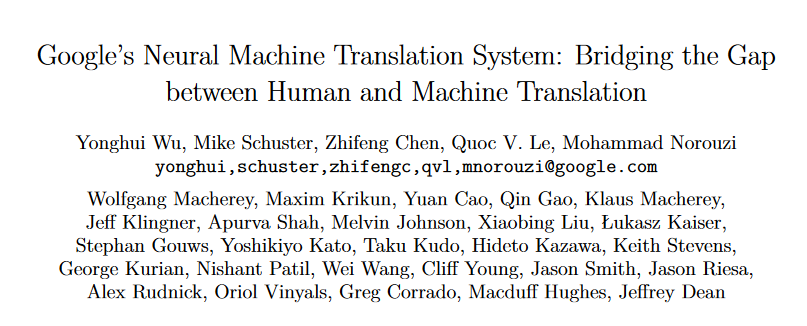 Google's Neural Machine Translation System: Bridging the Gap
between Human and Machine Translation
Yonghui Wu, Mike Schuster, Zhifeng Chen, Quoc V. Le, Mohammad Norouzi
yonghui,schuster,zhifengc,qvl,mnorouzi@google.com
Wolfgang Macherey, Maxim Krikun, Yuan Cao, Qin Gao, Klaus Macherey,
Jeff Klingner, Apurva Shah, Melvin Johnson, Xiaobing Liu, Łukasz Kaiser,
Stephan Gouws, Yoshikiyo Kato, Taku Kudo, Hideto Kazawa, Keith Stevens,
George Kurian, Nishant Patil, Wei Wang, Cliff Young, Jason Smith, Jason Riesa,
Alex Rudnick, Oriol Vinyals, Greg Corrado, Macduff Hughes, Jeffrey Dean